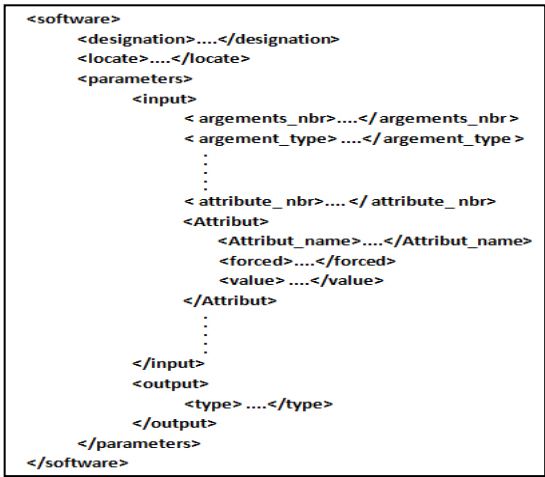 <software>
<designation>....</designation>
<locate>....</locate>
<parameters>
<input>
< argements_nbr>....</ argements_nbr >
< argement_type> ....</ argement_type >
.
.
.
.
< attribute_ nbr>.... </ attribute_ nbr>
<Attribut>
<Attribut_name>....</Attribut_name>
<forced>....</forced>
<value> ....</value>
</Attribut>
.
.
.
.
</input>
<output>
<type> ....</type>
</output>
</parameters>
</software>